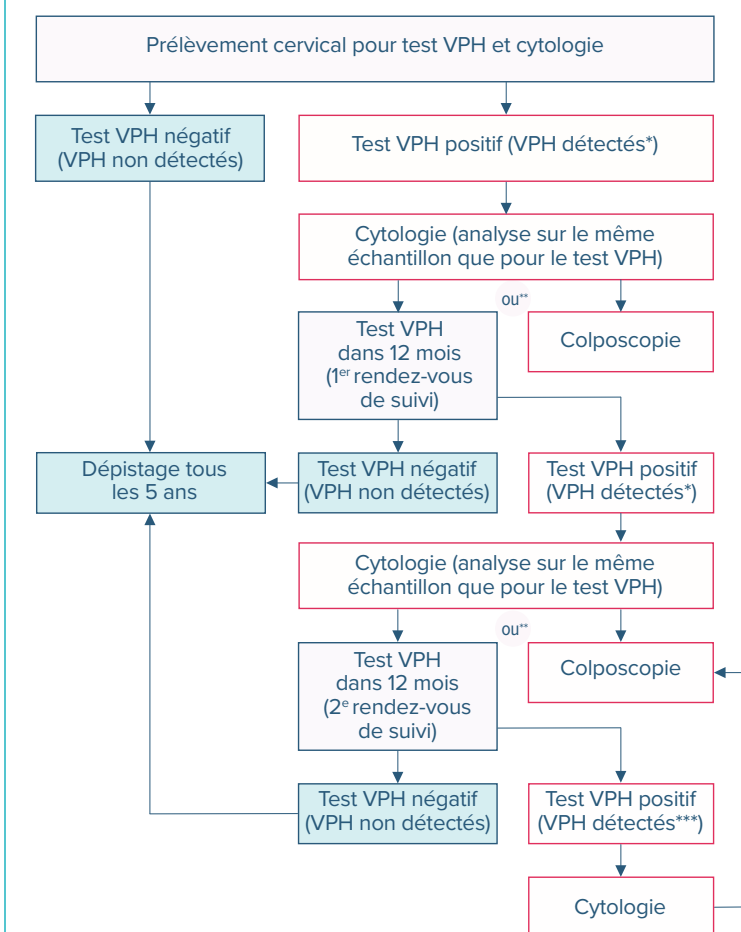 Prélèvement cervical pour test VPH et cytologie
Test VPH négatif
(VPH non détectés)
Test VPH positif (VPH détectés*)
Cytologie (analyse sur le même
échantillon que pour le test VPH)
ou**
Test VPH
dans 12 mois
(1er rendez-vous
de suivi)
Colposcopie
Dépistage tous
les 5 ans
Test VPH négatif
(VPH non détectés)
Test VPH positif
(VPH détectés*)
Cytologie (analyse sur le même
échantillon que pour le test VPH)
ou**
Test VPH
dans 12 mois
(2e rendez-vous
de suivi)
Colposcopie
Test VPH négatif
(VPH non détectés)
Test VPH positif
(VPH détectés***)
Cytologie